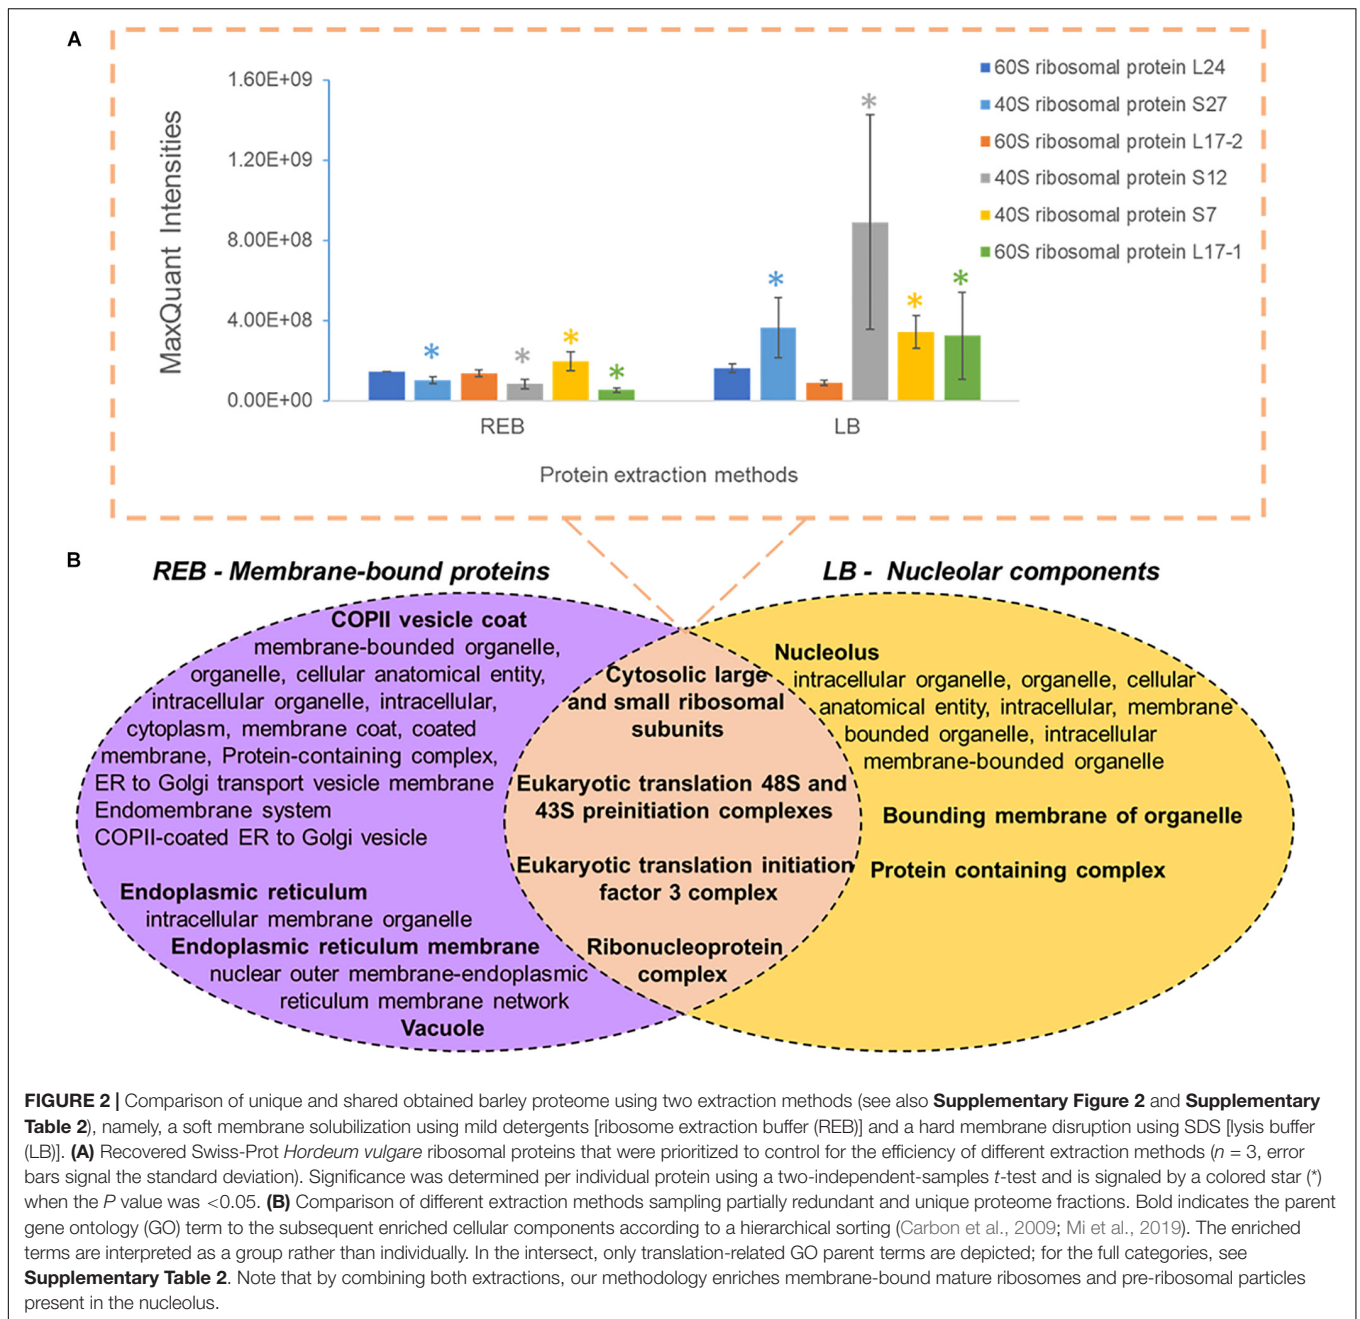 A
1.60E+09
1.20E+09
8.00E+08
4.00E+08
0.00E+00
MaxQuant Intensities
60S ribosomal protein L24
40S ribosomal protein S27
60S ribosomal protein L17-2
40S ribosomal protein S12
40S ribosomal protein S7
60S ribosomal protein L17-1
* * * *
* * * *
REB
LB
Protein extraction methods
B
REB - Membrane-bound proteins
LB - Nucleolar components
COPII vesicle coat
membrane-bounded organelle,
organelle, cellular anatomical entity,
intracellular organelle, intracellular,
cytoplasm, membrane coat, coated
membrane, Protein-containing complex,
ER to Golgi transport vesicle membrane
Endomembrane system
COPII-coated ER to Golgi vesicle
Endoplasmic reticulum
intracellular membrane organelle
Endoplasmic reticulum membrane
nuclear outer membrane-endoplasmic
reticulum membrane network
Vacuole
Cytosolic large
and small ribosomal
subunits
Eukaryotic translation 48S and
43S preinitiation complexes
Eukaryotic translation initiation
factor 3 complex
Ribonucleoprotein
complex
Nucleolus
intracellular organelle, organelle, cellular
anatomical entity, intracellular, membrane
bounded organelle, intracellular
membrane-bounded organelle
Bounding membrane of organelle
Protein containing complex
FIGURE 2 | Comparison of unique and shared obtained barley proteome using two extraction methods (see also Supplementary Figure 2 and Supplementary
Table 2), namely, a soft membrane solubilization using mild detergents [ribosome extraction buffer (REB)] and a hard membrane disruption using SDS [lysis buffer
(LB)]. (A) Recovered Swiss-Prot Hordeum vulgare ribosomal proteins that were prioritized to control for the efficiency of different extraction methods (n = 3, error
bars signal the standard deviation). Significance was determined per individual protein using a two-independent-samples t-test and is signaled by a colored star (*)
when the P value was <0.05. (B) Comparison of different extraction methods sampling partially redundant and unique proteome fractions. Bold indicates the parent
gene ontology (GO) term to the subsequent enriched cellular components according to a hierarchical sorting (Carbon et al., 2009; Mi et al., 2019). The enriched
terms are interpreted as a group rather than individually. In the intersect, only translation-related GO parent terms are depicted; for the full categories, see
Supplementary Table 2. Note that by combining both extractions, our methodology enriches membrane-bound mature ribosomes and pre-ribosomal particles
present in the nucleolus.